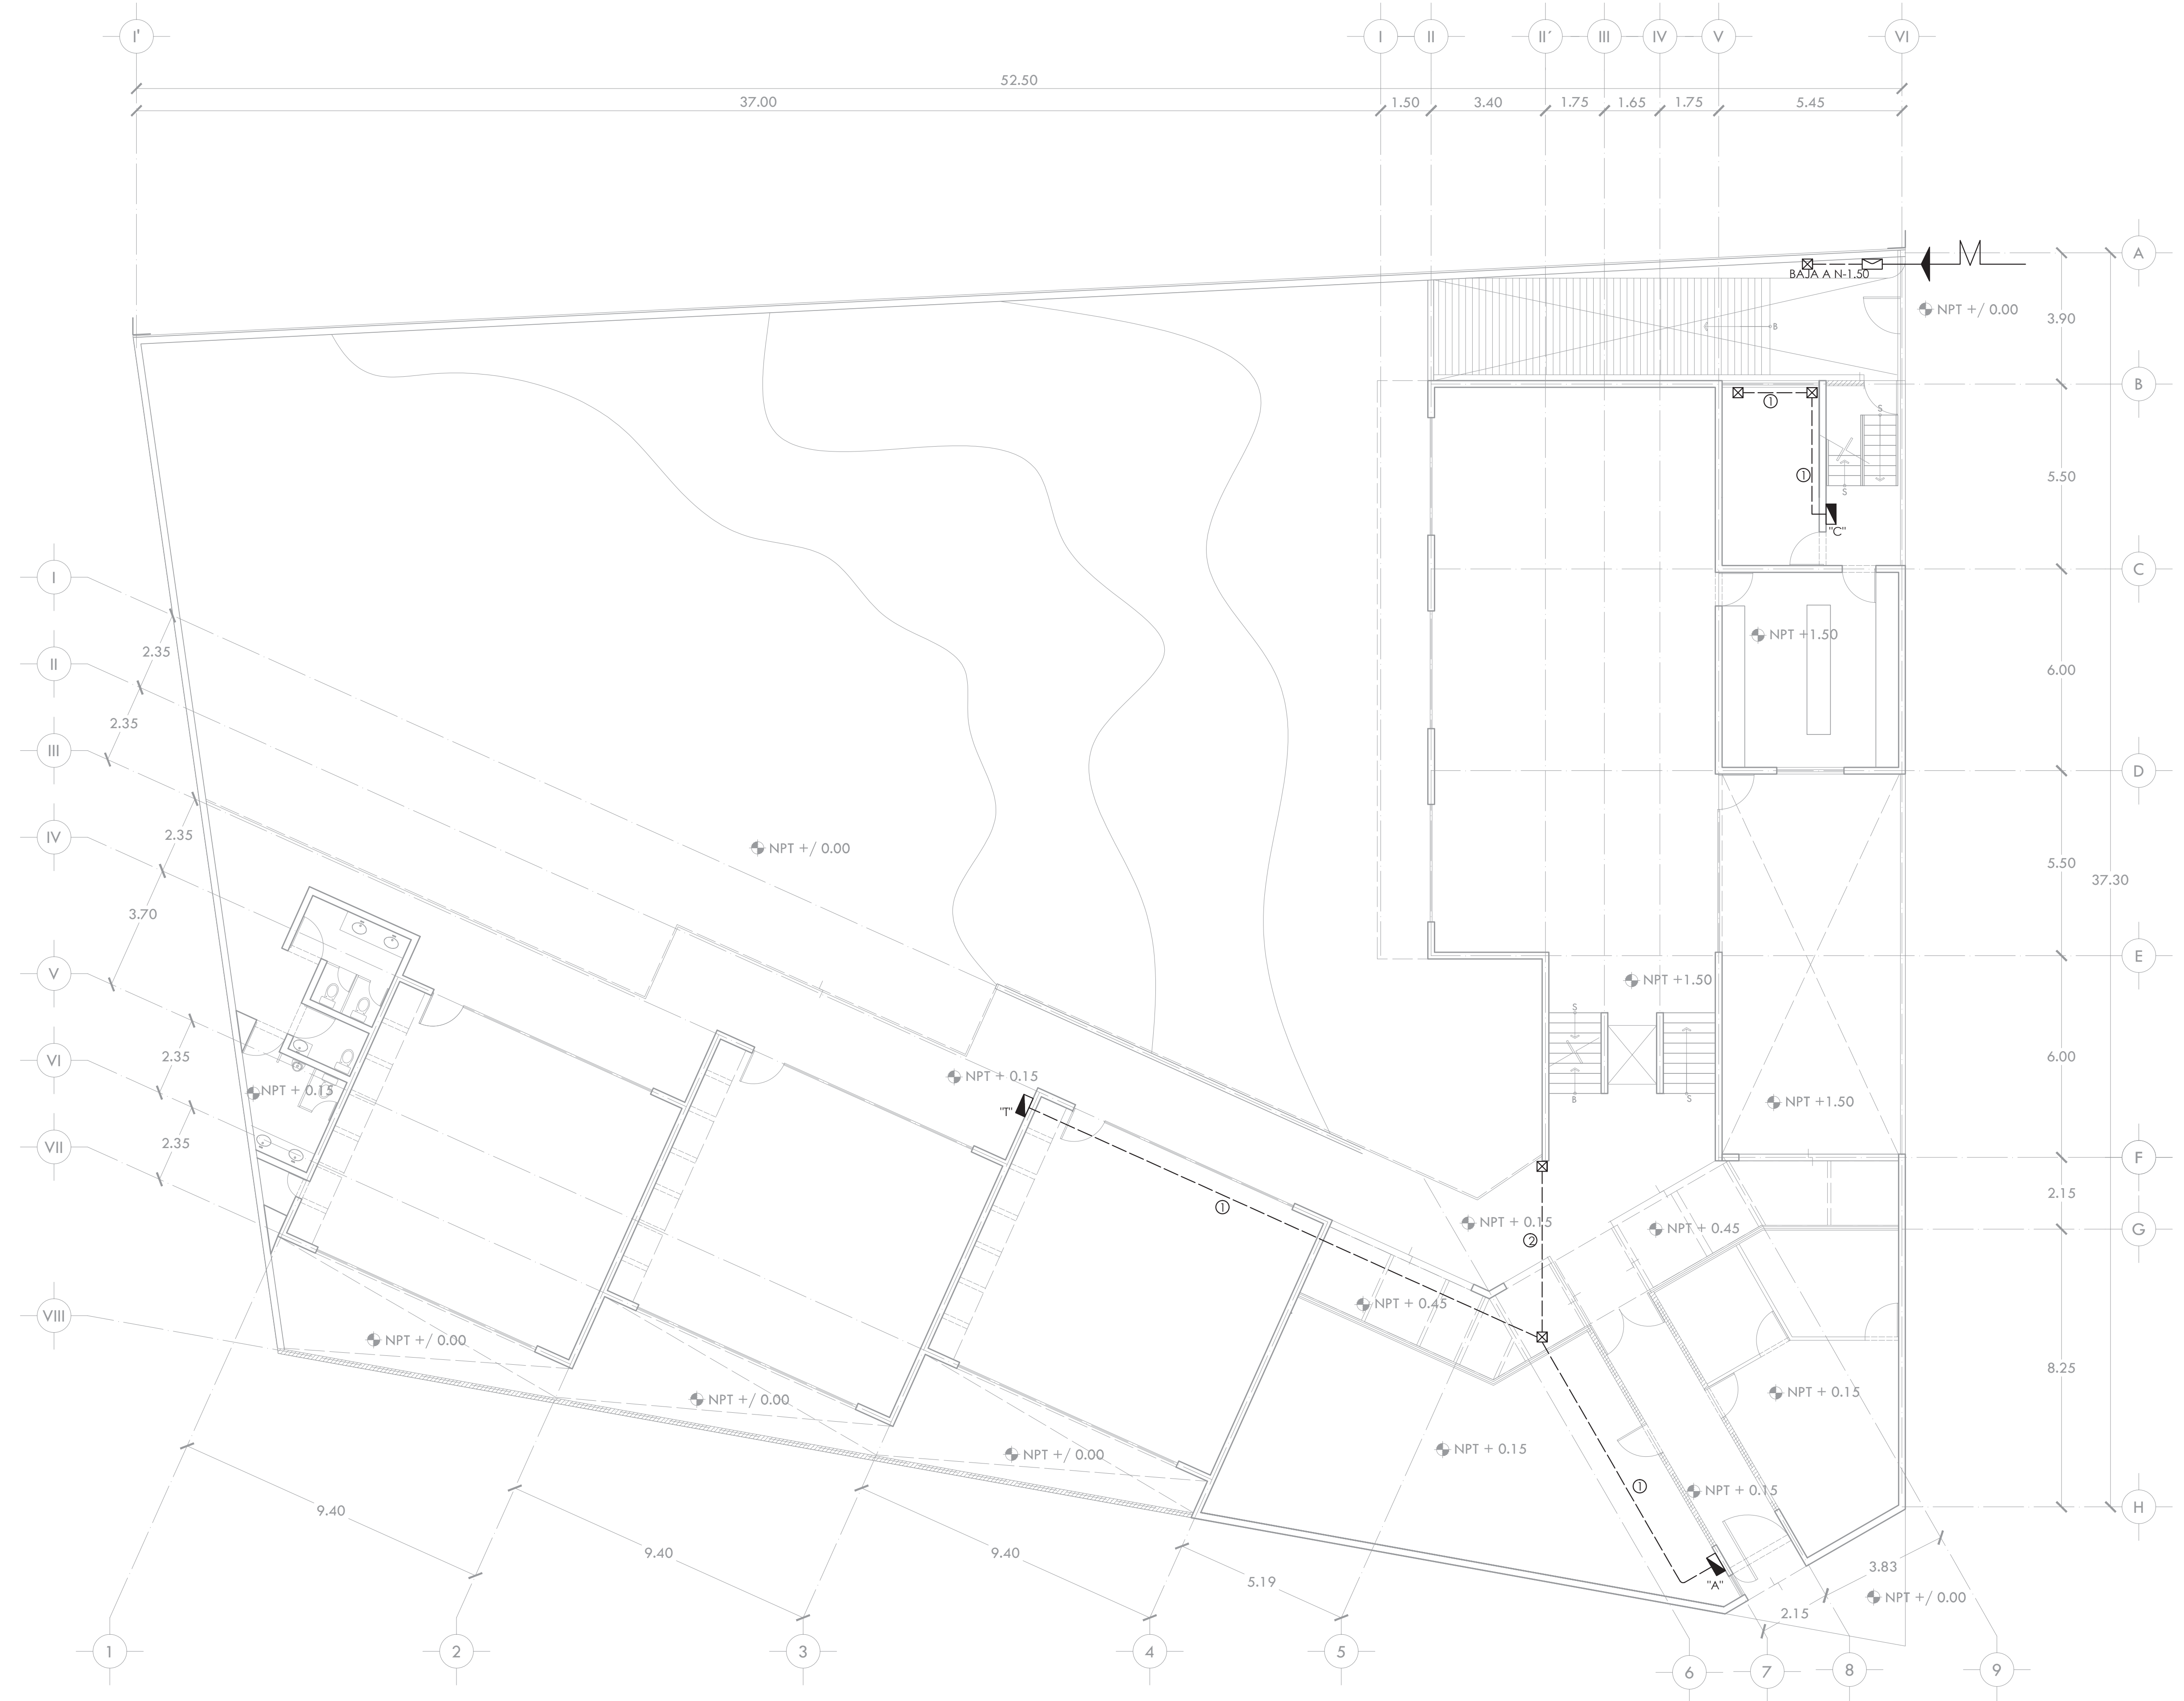 I' I II II´ III IV V VI
52.50
37.00 1.50 3.40 1.75 1.65 1.75 5.45
A
M
BAJA A N-1.50
NPT +/ 0.00
3.90
B
B
1
S
5.50
1
S
"C"
I
C
NPT +1.50
2.35
II
6.00
2.35
III
D
2.35
IV
NPT +/ 0.00
5.50
37.30
3.70
E
V
NPT +1.50
S
2.35
VI
6.00
NPT + 0.15
NPT + 0.15
B
S
NPT +1.50
"T"
2.35
VII
F
2.15
1
NPT + 0.15
NPT + 0.45
G
2
NPT + 0.45
VIII
NPT +/ 0.00
8.25
NPT +/ 0.00
NPT + 0.15
NPT + 0.15
NPT +/ 0.00
1
NPT + 0.15
H
9.40
9.40
9.40
5.19
3.83
"A"
NPT +/ 0.00
2.15
1 2 3 4 5 6 7 8 9